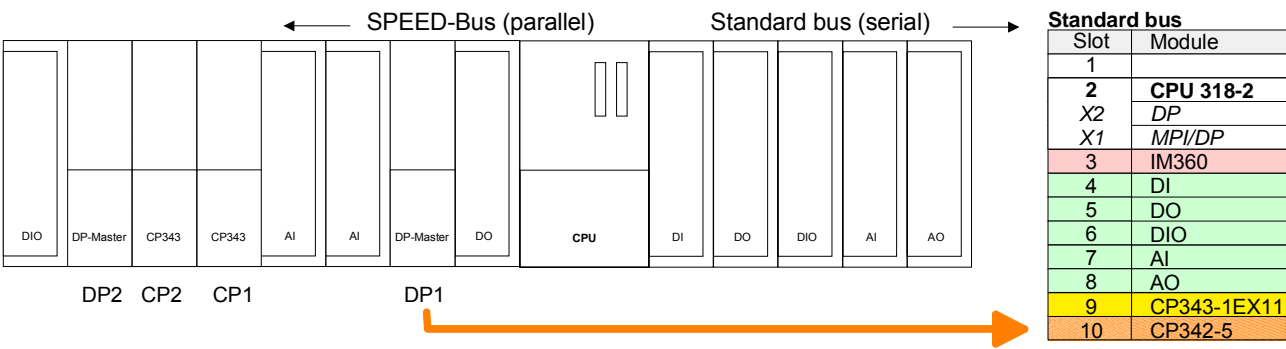 SPEED-Bus (parallel)
Standard bus (serial)
DIO
DP-Master
CP343
CP343
AI
AI
DP-Master
DO
CPU
DI
DO
DIO
AI
AO
DP2 CP2 CP1 DP1
Standard bus
Slot Module
1
2 CPU 318-2
X2 DP
X1 MPI/DP
3 IM360
4 DI
5 DO
6 DIO
7 AI
8 AO
9 CP343-1EX11
10 CP342-5